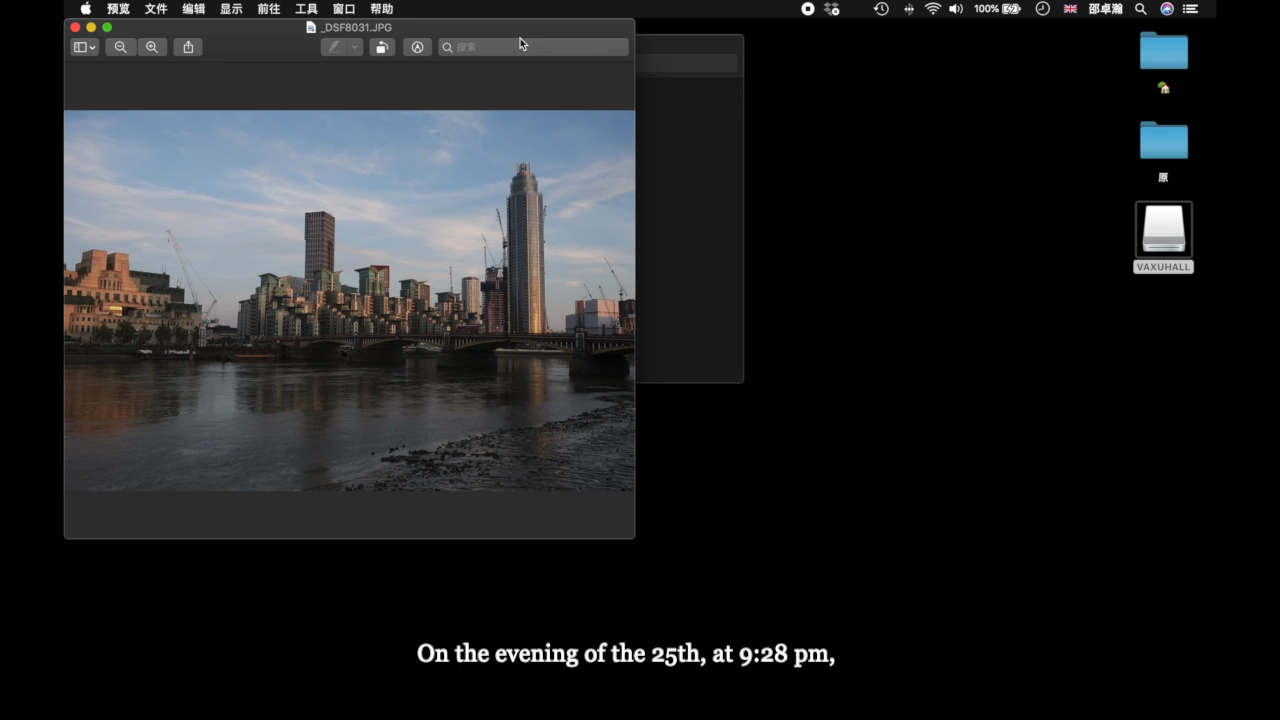 预览 文件 编辑 显示 前往 工具 窗口 帮助 100% 邵卓瀚
_DSF8031.JPG
搜索
原
VAXUHALL
On the evening of the 25th, at 9:28 pm,